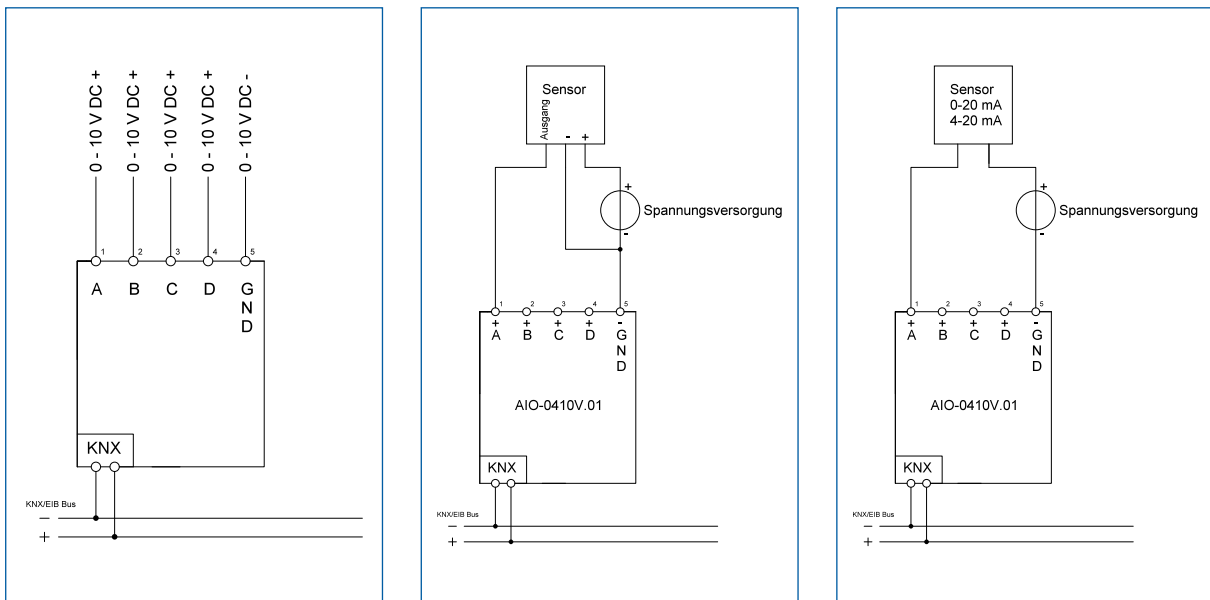 0 - 10 V DC +
0 - 10 V DC +
0 - 10 V DC +
0 - 10 V DC +
0 - 10 V DC -
1 2 3 4 5
A B C D GND
KNX
KNX/EIB Bus
−
+
Sensor
Ausgang - +
+
Spannungsversorgung
-
1 2 3 4 5
+ + + + -
A B C D GND
AIO-0410V.01
KNX
KNX/EIB Bus
−
+
Sensor
0-20 mA
4-20 mA
+
Spannungsversorgung
-
1 2 3 4 5
+ + + + -
A B C D GND
AIO-0410V.01
KNX
KNX/EIB Bus
−
+